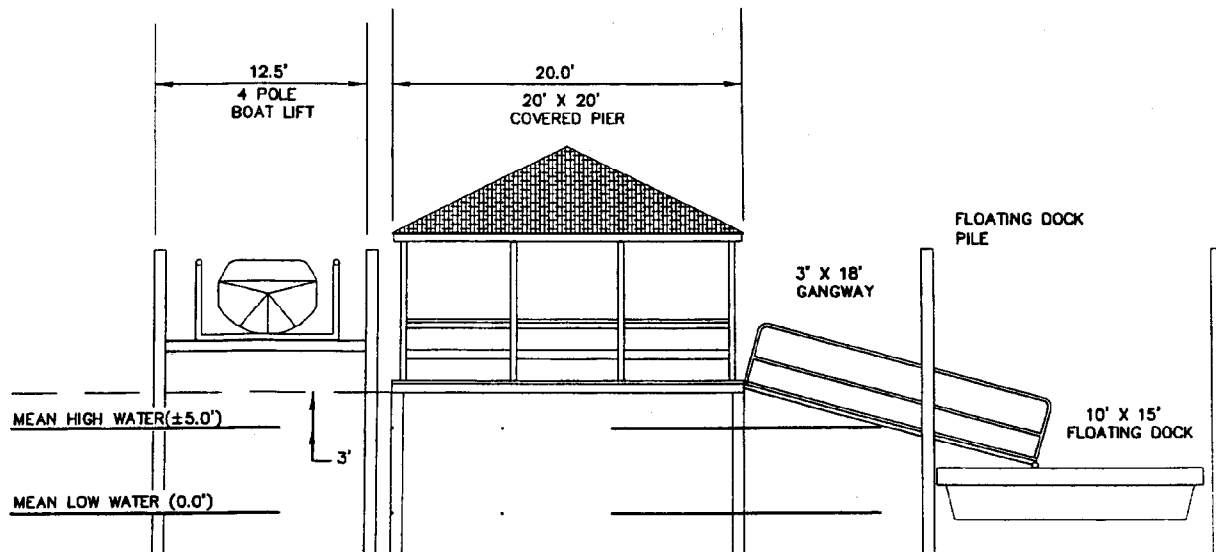 12.5'
4 POLE
BOAT LIFT
20.0'
20' X 20'
COVERED PIER
FLOATING DOCK
PILE
3' X 18'
GANGWAY
10' X 15'
FLOATING DOCK
MEAN HIGH WATER(±5.0')
3'
MEAN LOW WATER (0.0')